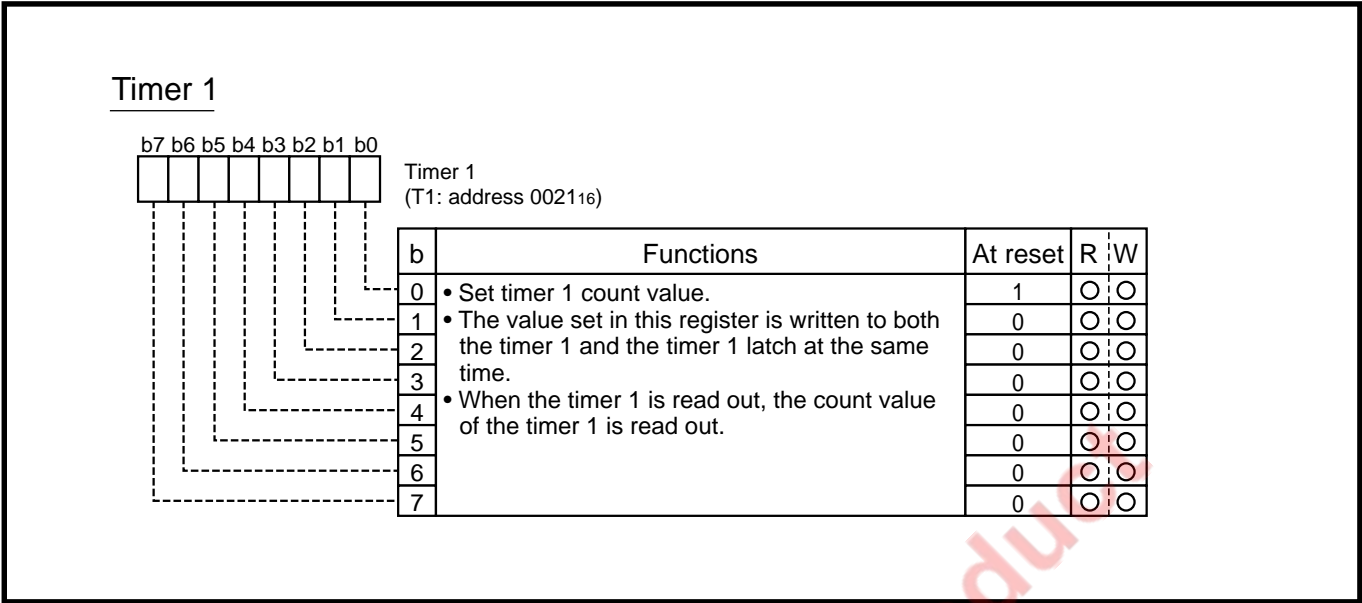 Timer 1
b7 b6 b5 b4 b3 b2 b1 b0
Timer 1
(T1: address 002116)
b Functions At reset R W
0 • Set timer 1 count value. 1 O O
1 • The value set in this register is written to both 0 O O
2 the timer 1 and the timer 1 latch at the same 0 O O
3 time. 0 O O
4 • When the timer 1 is read out, the count value 0 O O
5 of the timer 1 is read out. 0 O O
6 0 O O
7 0 O O
duct